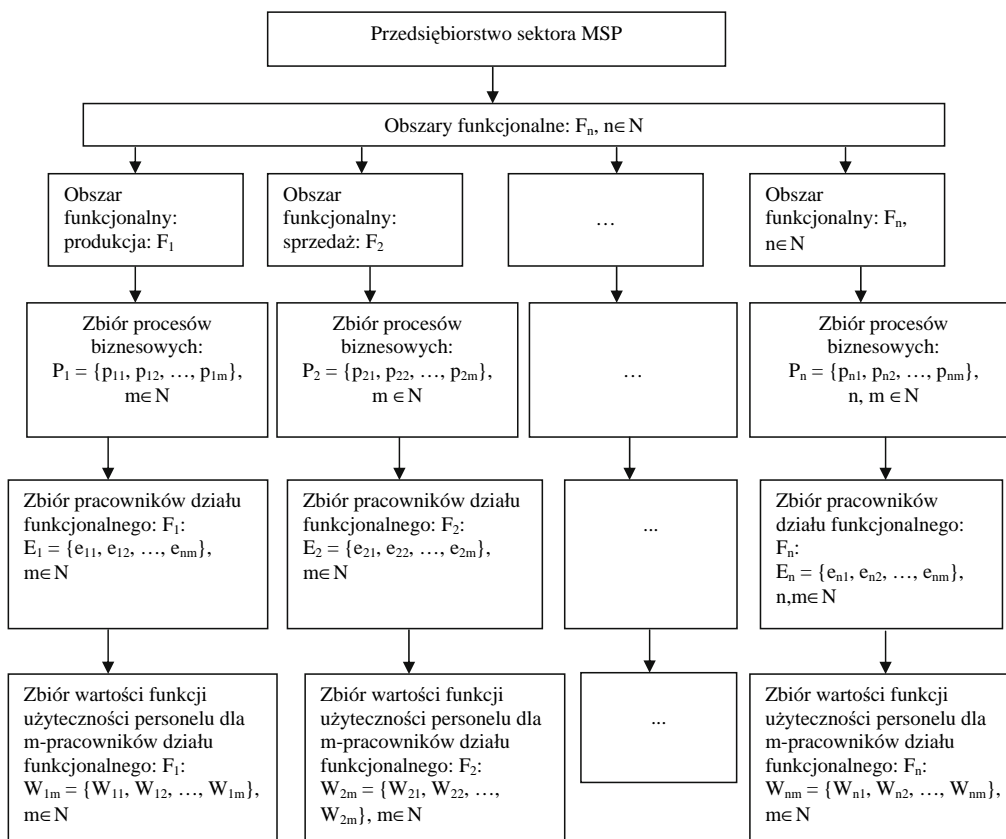 Przedsiębiorstwo sektora MSP
Obszary funkcjonalne: Fₙ, n∈N
Obszar
funkcjonalny:
produkcja: F₁
Obszar
funkcjonalny:
sprzedaż: F₂
…
Obszar
funkcjonalny: Fₙ,
n∈N
Zbiór procesów
biznesowych:
P₁ = {p₁₁, p₁₂, …, p₁ₘ},
m∈N
Zbiór procesów
biznesowych:
P₂ = {p₂₁, p₂₂, …, p₂ₘ},
m ∈N
…
Zbiór procesów
biznesowych:
Pₙ = {pₙ₁, pₙ₂, …, pₙₘ},
n, m ∈N
Zbiór pracowników działu
funkcjonalnego: F₁:
E₁ = {e₁₁, e₁₂, …, eₙₘ},
m∈N
Zbiór pracowników działu
funkcjonalnego: F₂:
E₂ = {e₂₁, e₂₂, …, e₂ₘ},
m∈N
...
Zbiór pracowników
działu funkcjonalnego:
Fₙ:
Eₙ = {eₙ₁, eₙ₂, …, eₙₘ},
n,m∈N
Zbiór wartości funkcji
użyteczności personelu dla
m-pracowników działu
funkcjonalnego: F₁:
W₁ₘ = {W₁₁, W₁₂, …, W₁ₘ},
m∈N
Zbiór wartości funkcji
użyteczności personelu dla
m-pracowników działu
funkcjonalnego: F₂:
W₂ₘ = {W₂₁, W₂₂, …,
W₂ₘ}, m∈N
...
Zbiór wartości funkcji
użyteczności personelu dla
m-pracowników działu
funkcjonalnego: Fₙ:
Wₙₘ = {Wₙ₁, Wₙ₂, …, Wₙₘ},
m∈N